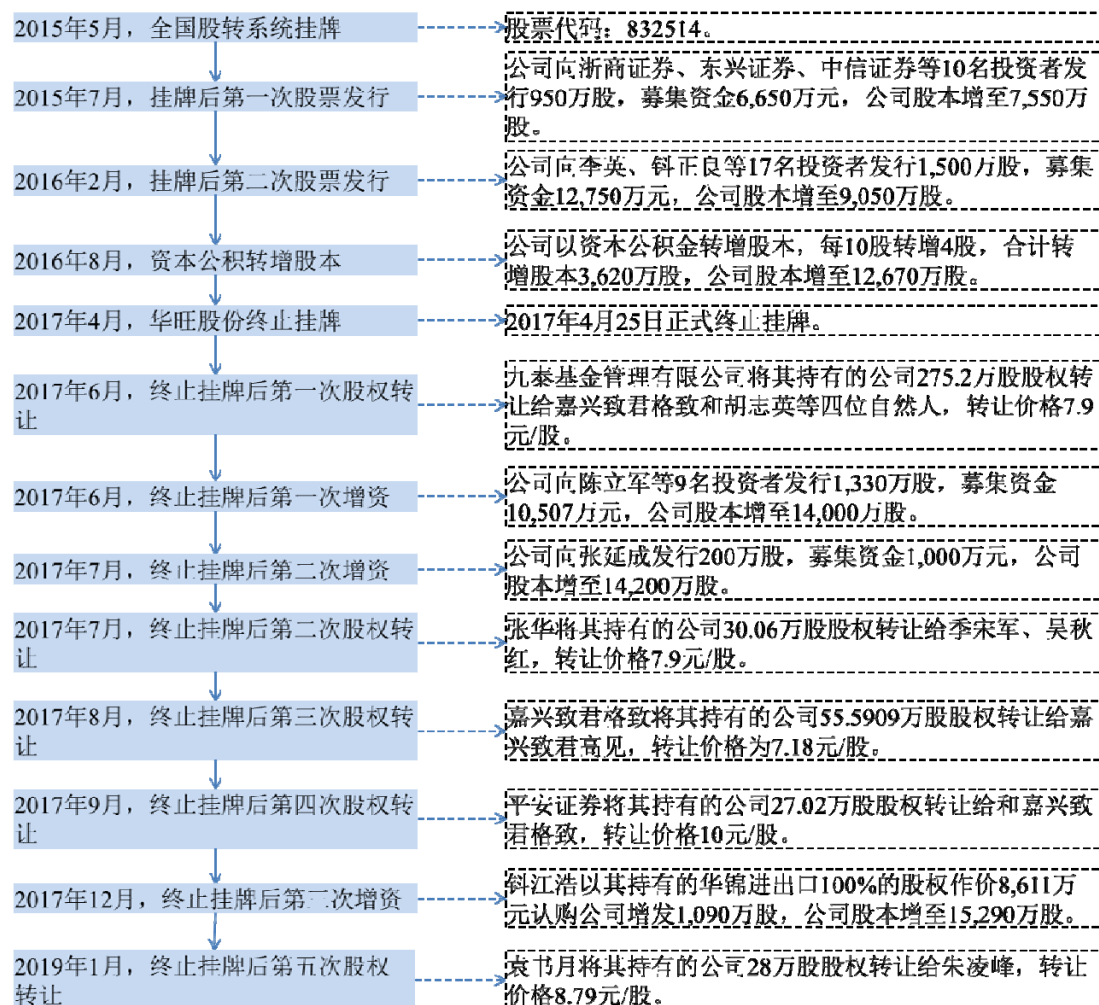 2015年5月，全国股转系统挂牌
股票代码：832514。
2015年7月，挂牌后第一次股票发行
公司向浙商证券、东兴证券、中信证券等10名投资者发
行950万股，募集资金6,650万元，公司股本增至7,550万
股。
2016年2月，挂牌后第二次股票发行
公司向李英、钭正良等17名投资者发行1,500万股，募集
资金12,750万元，公司股本增至9,050万股。
2016年8月，资本公积转增股本
公司以资本公积金转增股本，每10股转增4股，合计转
增股本3,620万股，公司股本增至12,670万股。
2017年4月，华旺股份终止挂牌
2017年4月25日正式终止挂牌。
2017年6月，终止挂牌后第一次股权转
让
九泰基金管理有限公司将其持有的公司275.2万股股权转
让给嘉兴致君格致和胡志英等四位自然人，转让价格7.9
元/股。
2017年6月，终止挂牌后第一次增资
公司向陈立军等9名投资者发行1,330万股，募集资金
10,507万元，公司股本增至14,000万股。
2017年7月，终止挂牌后第二次增资
公司向张延成发行200万股，募集资金1,000万元，公司
股本增至14,200万股。
2017年7月，终止挂牌后第二次股权转
让
张华将其持有的公司30.06万股股权转让给季宋军、吴秋
红，转让价格7.9元/股。
2017年8月，终止挂牌后第三次股权转
让
嘉兴致君格致将其持有的公司55.5909万股股权转让给嘉
兴致君高见，转让价格为7.18元/股。
2017年9月，终止挂牌后第四次股权转
让
平安证券将其持有的公司27.02万股股权转让给和嘉兴致
君格致，转让价格10元/股。
2017年12月，终止挂牌后第三次增资
钭江浩以其持有的华锦进出口100%的股权作价8,611万
元认购公司增发1,090万股，公司股本增至15,290万股。
2019年1月，终止挂牌后第五次股权
转让
袁书月将其持有的公司28万股股权转让给朱凌峰，转让
价格8.79元/股。